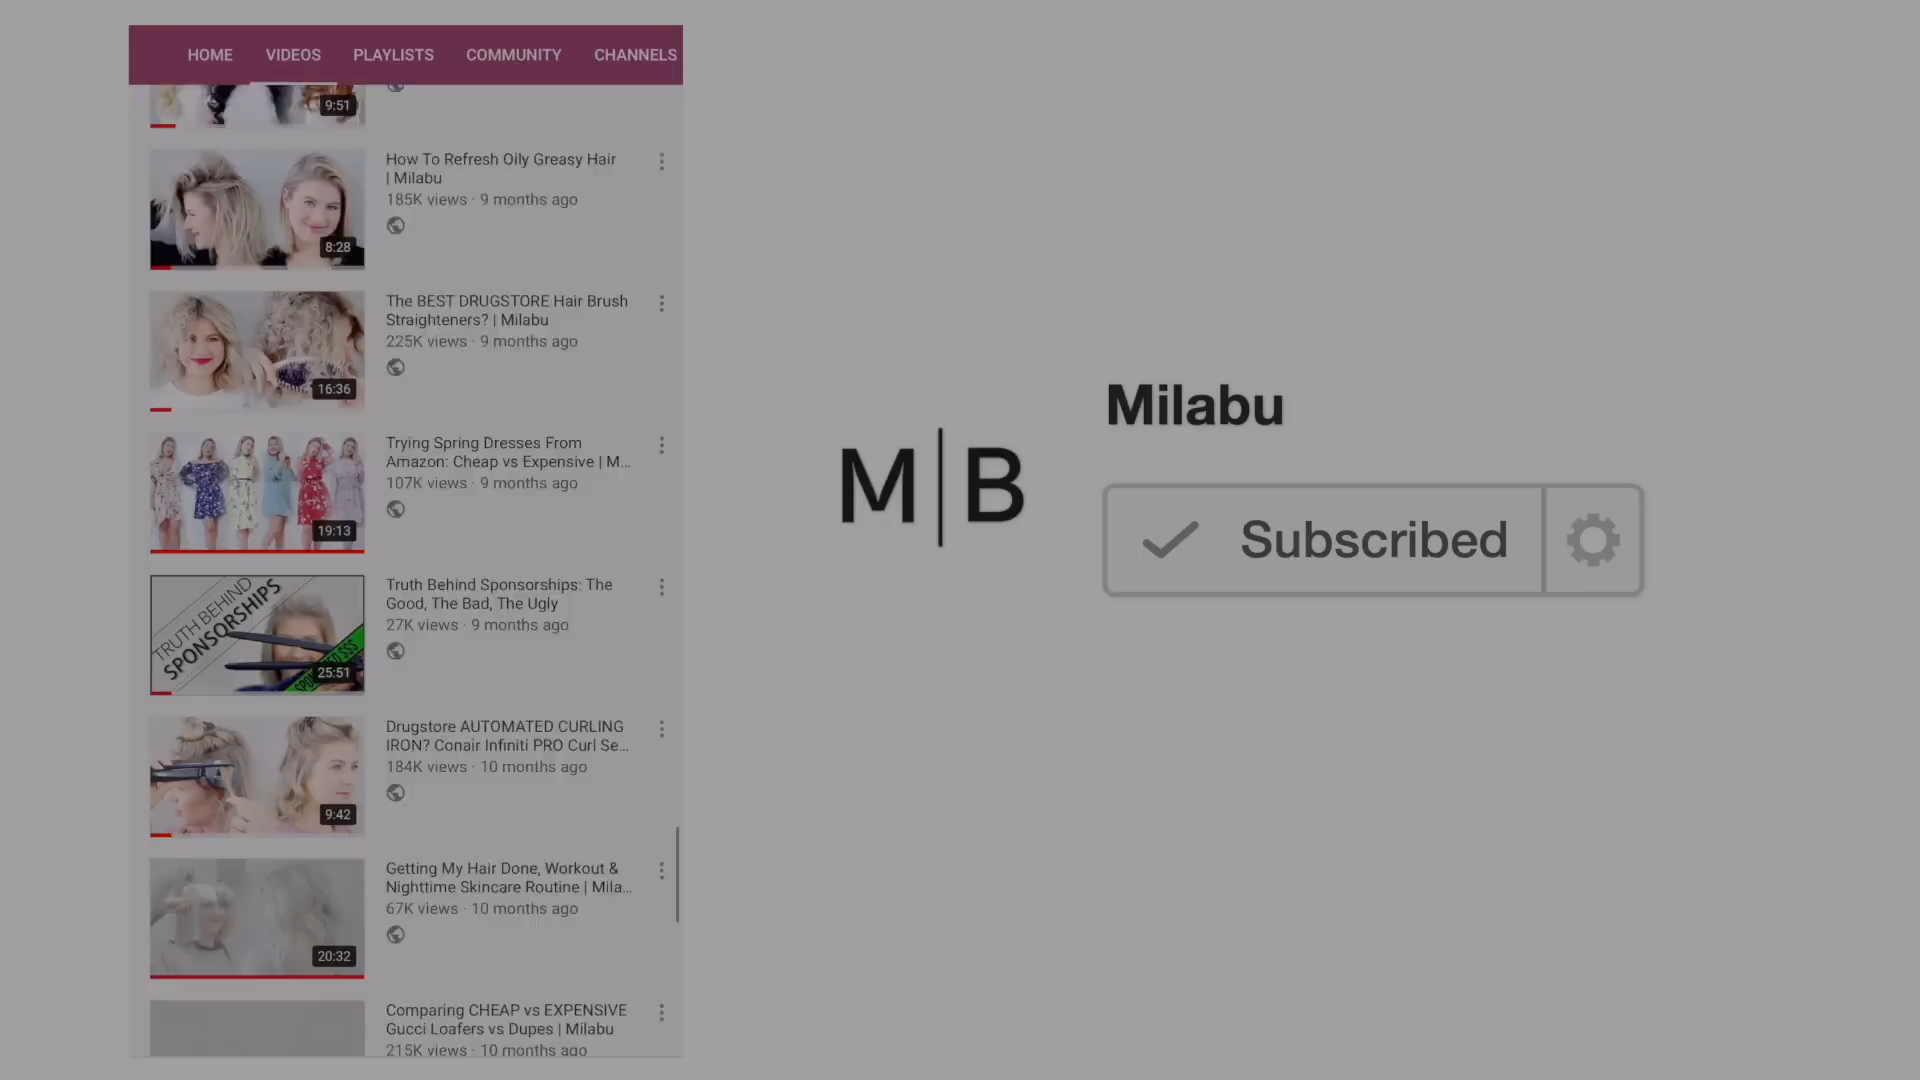 HOME VIDEOS PLAYLISTS COMMUNITY CHANNELS
9:51
How To Refresh Oily Greasy Hair
| Milabu
185K views · 9 months ago
8:28
The BEST DRUGSTORE Hair Brush
Straighteners? | Milabu
225K views · 9 months ago
16:36
Trying Spring Dresses From
Amazon: Cheap vs Expensive | M...
107K views · 9 months ago
19:13
Truth Behind Sponsorships: The
Good, The Bad, The Ugly
27K views · 9 months ago
TRUTH BEHIND
SPONSORSHIPS
25:51
Drugstore AUTOMATED CURLING
IRON? Conair Infiniti PRO Curl Se...
184K views · 10 months ago
9:42
Getting My Hair Done, Workout &
Nighttime Skincare Routine | Mila...
67K views · 10 months ago
20:32
Comparing CHEAP vs EXPENSIVE
Gucci Loafers vs Dupes | Milabu
215K views · 10 months ago
M|B
Milabu
Subscribed